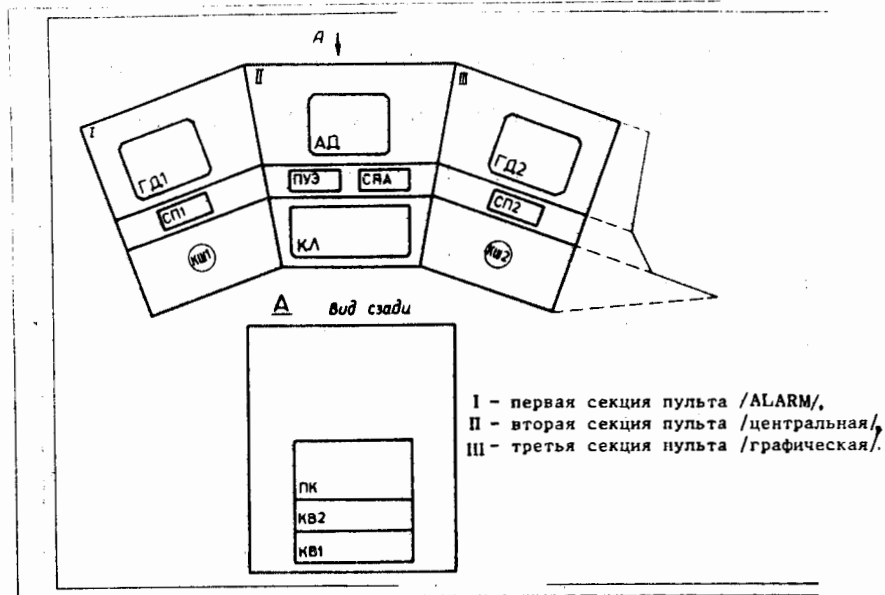 А
I
II
III
ГД1
АД
ГД2
СП1
ПУЭ
СПА
СП2
КШ1
КЛ
КШ2
А вид сзади
ПК
КВ2
КВ1
I - первая секция пульта /ALARM/,
II - вторая секция пульта /центральная/,
III - третья секция нульта /графическая/.